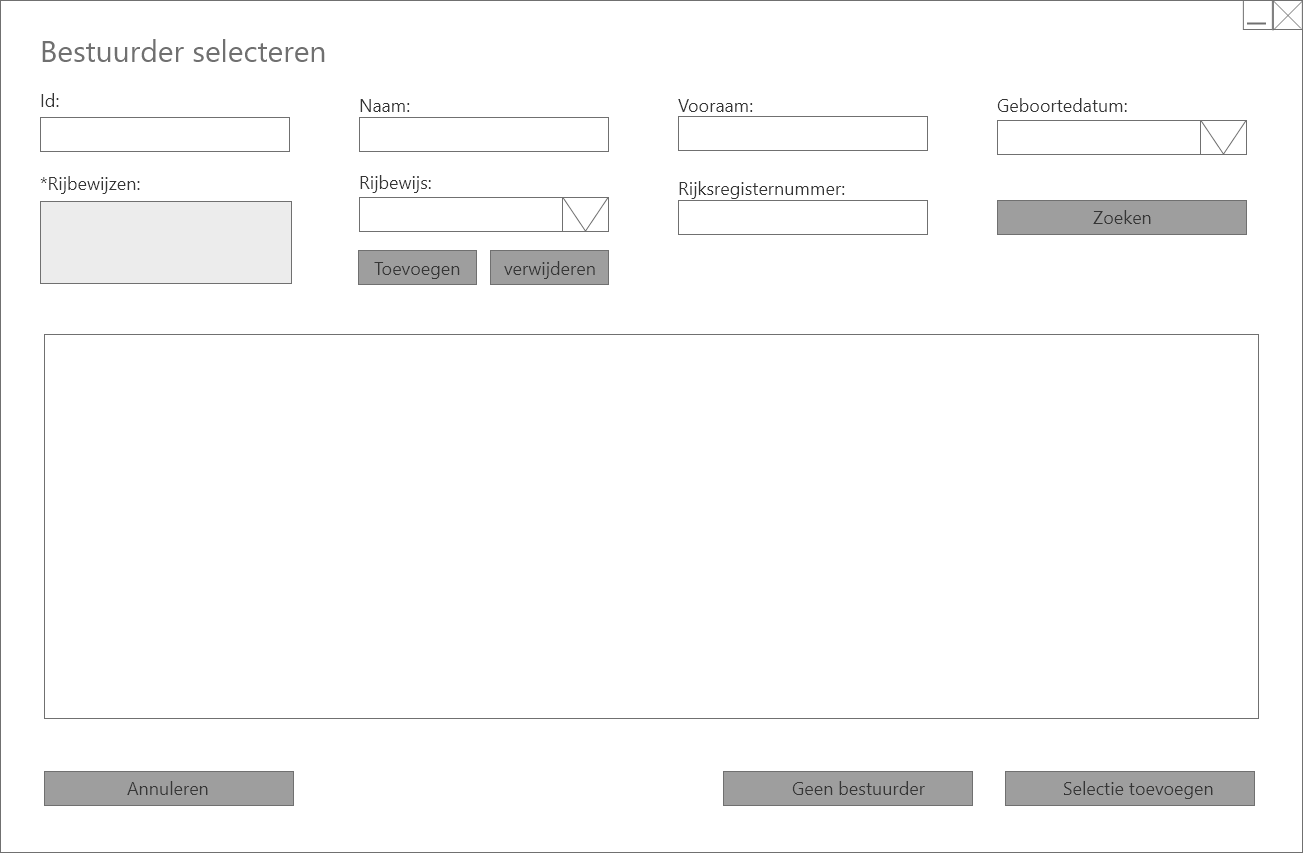 Bestuurder selecteren
Id:
Naam:
Vooraam:
Geboortedatum:
*Rijbewijzen:
Rijbewijs:
Rijksregisternummer:
Zoeken
Toevoegen
verwijderen
Annuleren
Geen bestuurder
Selectie toevoegen